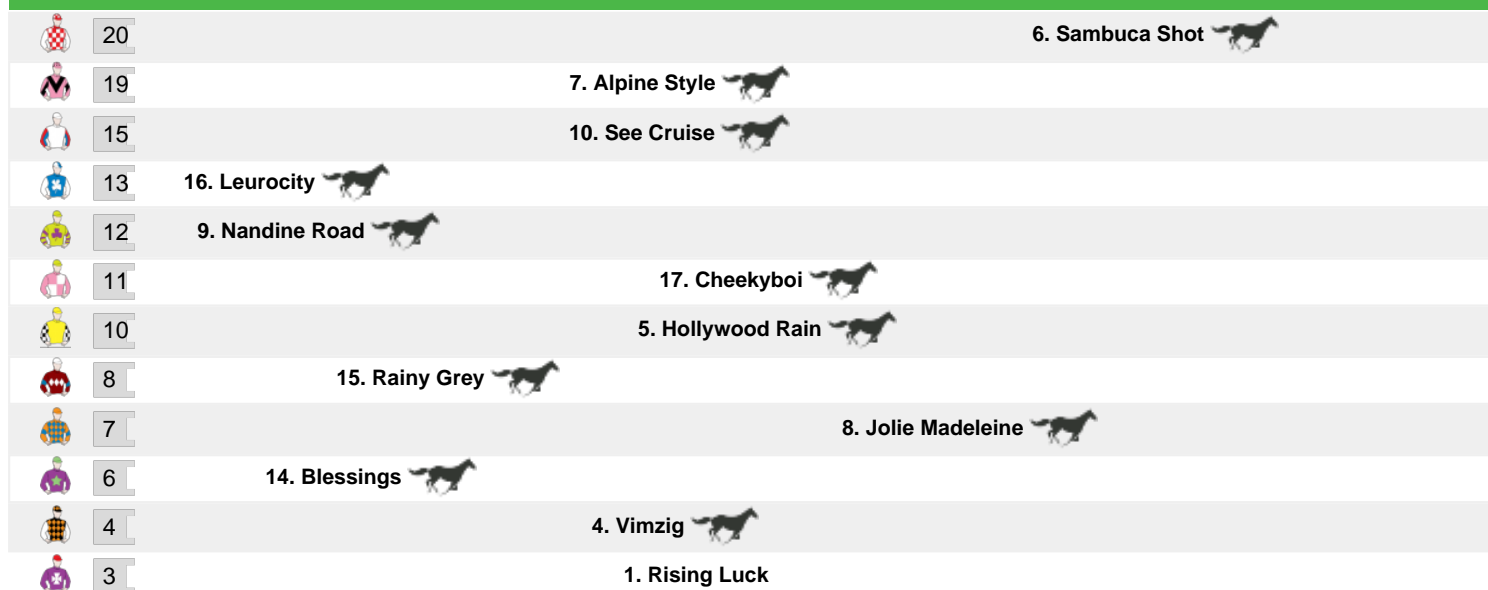 20 6. Sambuca Shot
19 7. Alpine Style
15 10. See Cruise
13 16. Leurocity
12 9. Nandine Road
11 17. Cheekyboi
10 5. Hollywood Rain
8 15. Rainy Grey
7 8. Jolie Madeleine
6 14. Blessings
4 4. Vimzig
3 1. Rising Luck